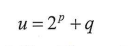 u = 2^p + q